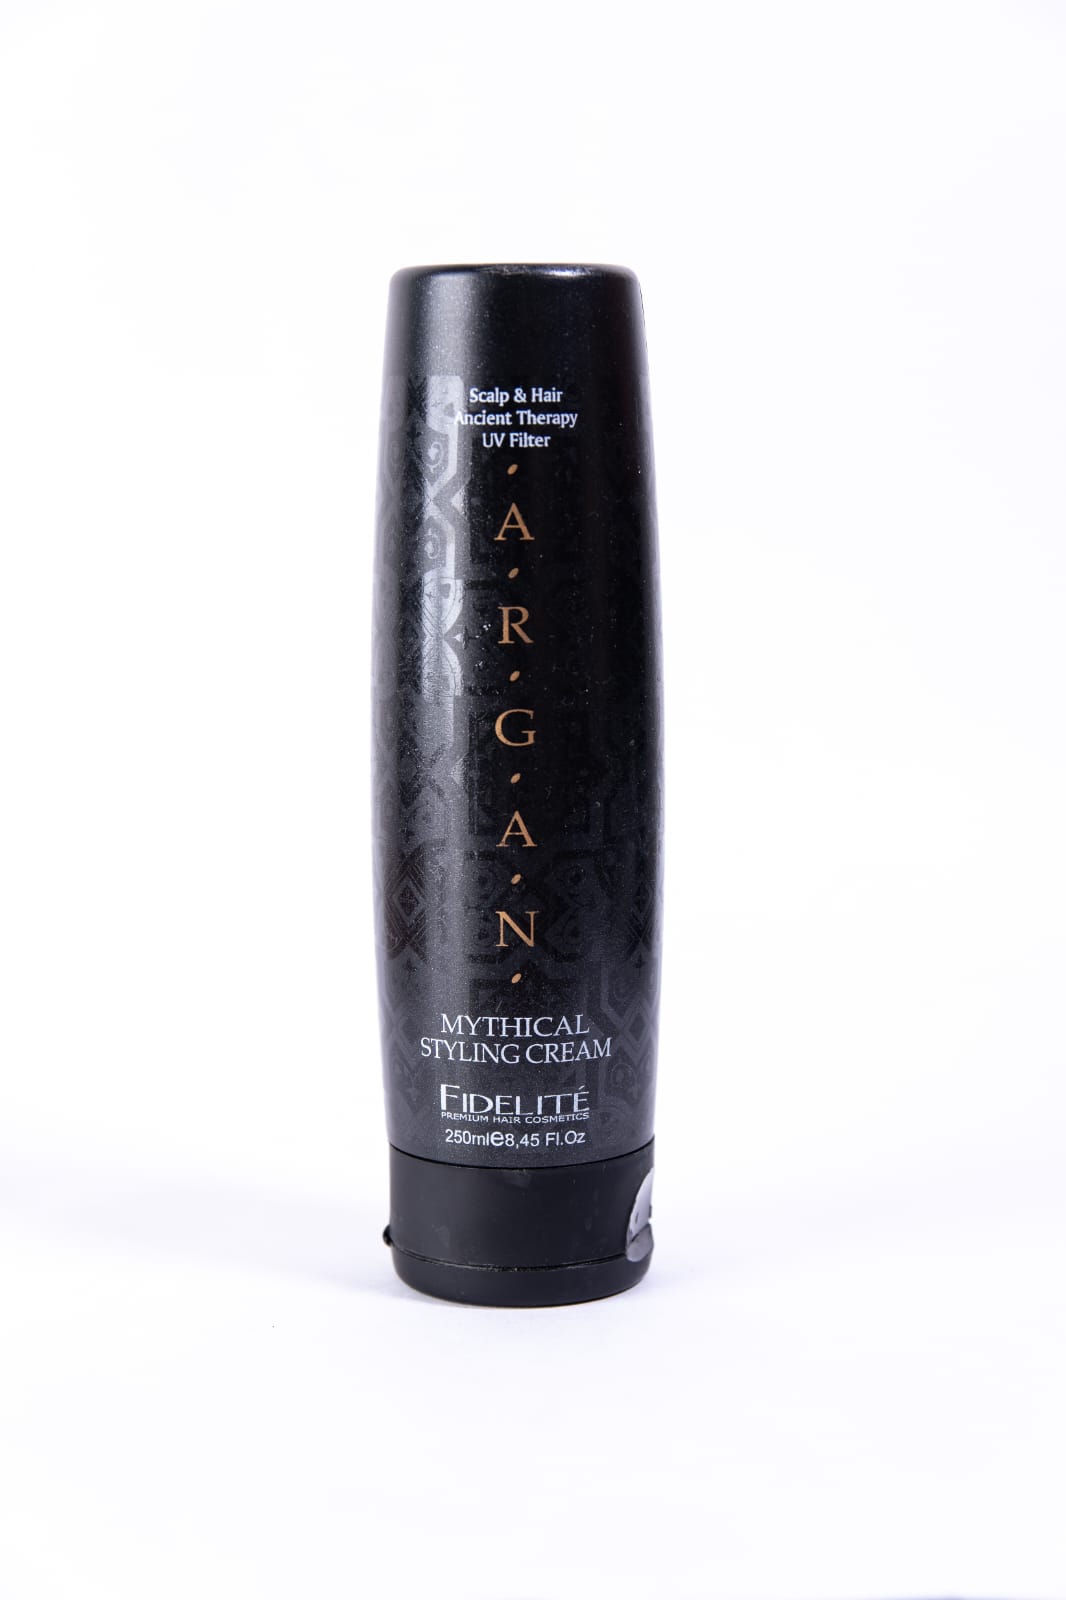 Scalp & Hair
Ancient Therapy
UV Filter
A
R
G
A
N
MYTHICAL
STYLING CREAM
FIDELITÉ
PREMIUM HAIR COSMETICS
250ml℮8,45 Fl.Oz